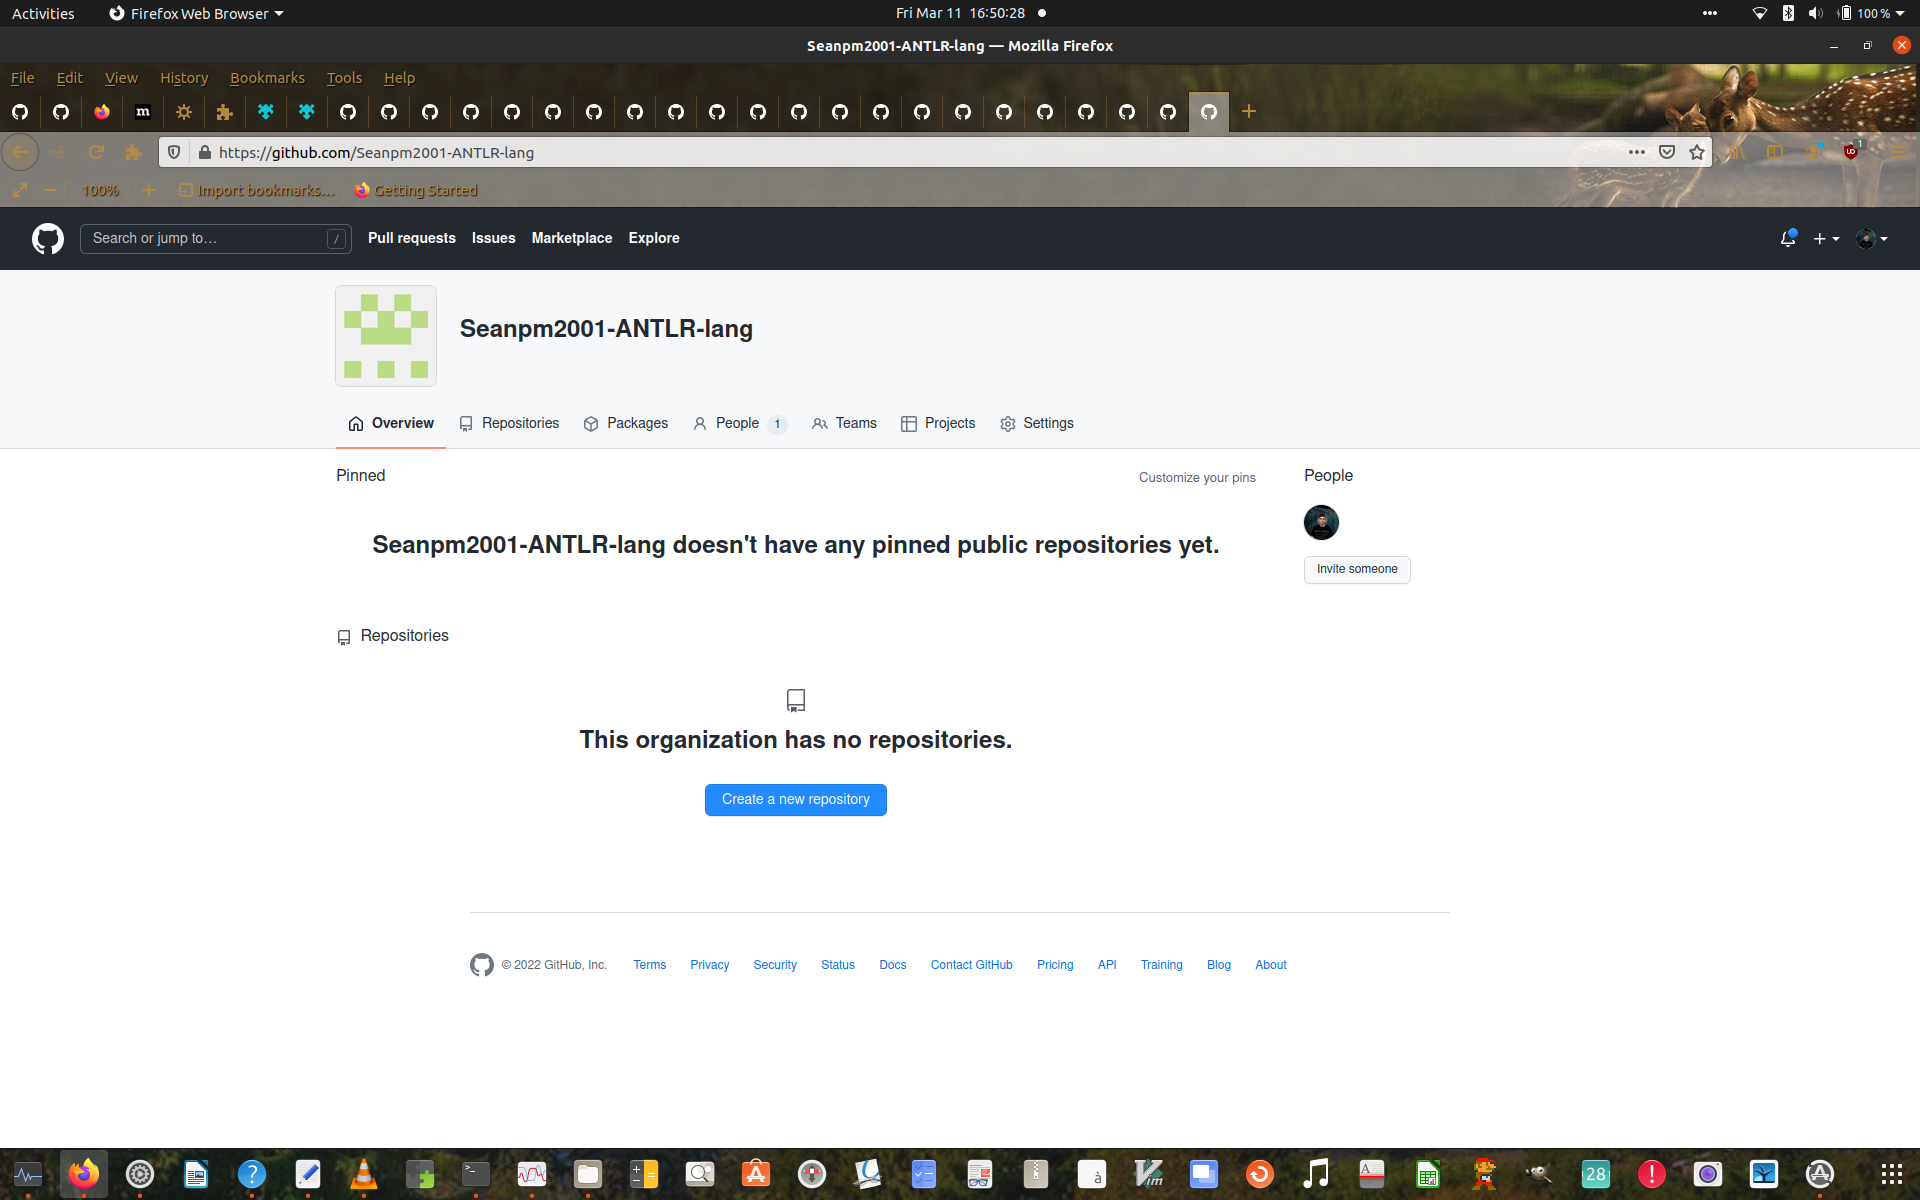 Activities Firefox Web Browser Fri Mar 11 16:50:28 100 %
Seanpm2001-ANTLR-lang — Mozilla Firefox
File Edit View History Bookmarks Tools Help
m
https://github.com/Seanpm2001-ANTLR-lang 1
100% Import bookmarks... Getting Started
Search or jump to… / Pull requests Issues Marketplace Explore
Seanpm2001-ANTLR-lang
Overview Repositories Packages People 1 Teams Projects Settings
Pinned Customize your pins People
Seanpm2001-ANTLR-lang doesn't have any pinned public repositories yet.
Invite someone
Repositories
This organization has no repositories.
Create a new repository
© 2022 GitHub, Inc. Terms Privacy Security Status Docs Contact GitHub Pricing API Training Blog About
28